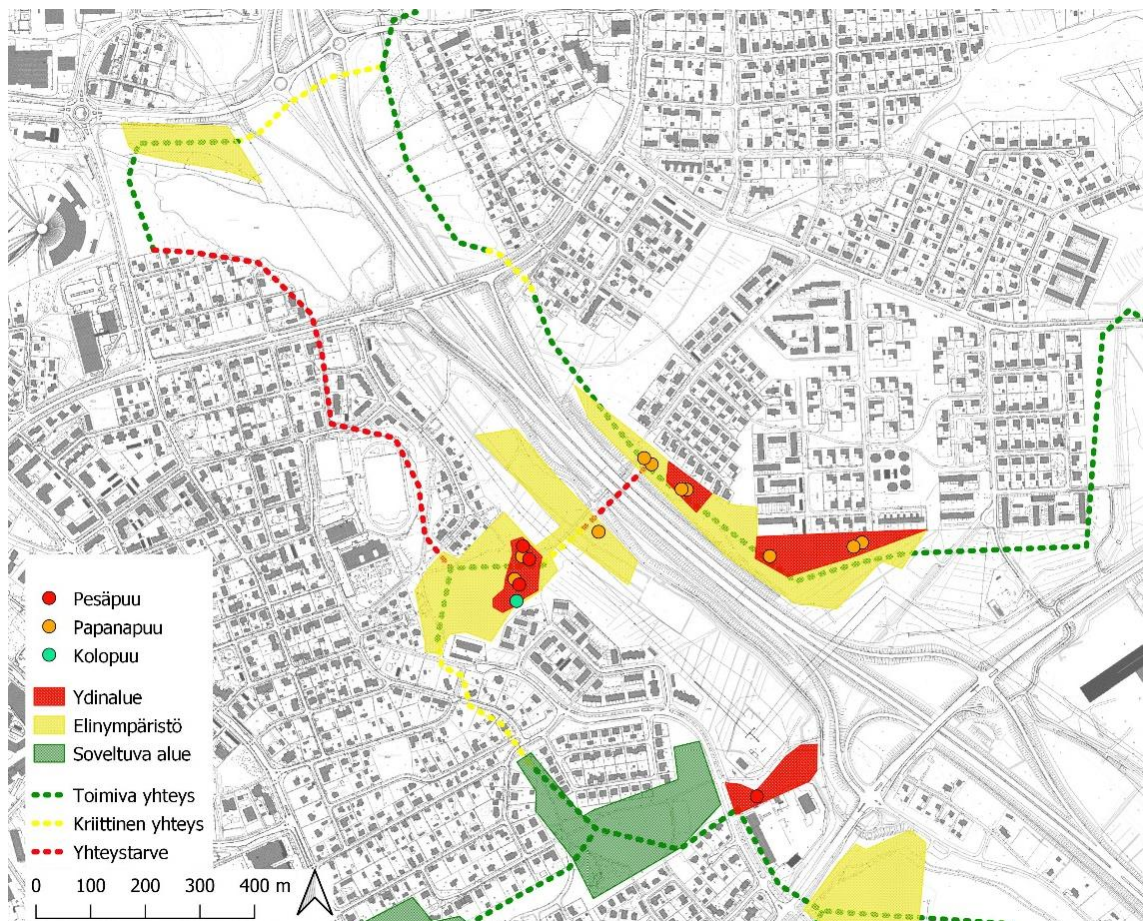 Pesäpuu
Papanapuu
Kolopuu
Ydinalue
Elinympäristö
Soveltuva alue
Toimiva yhteys
Kriittinen yhteys
Yhteystarve
0 100 200 300 400 m